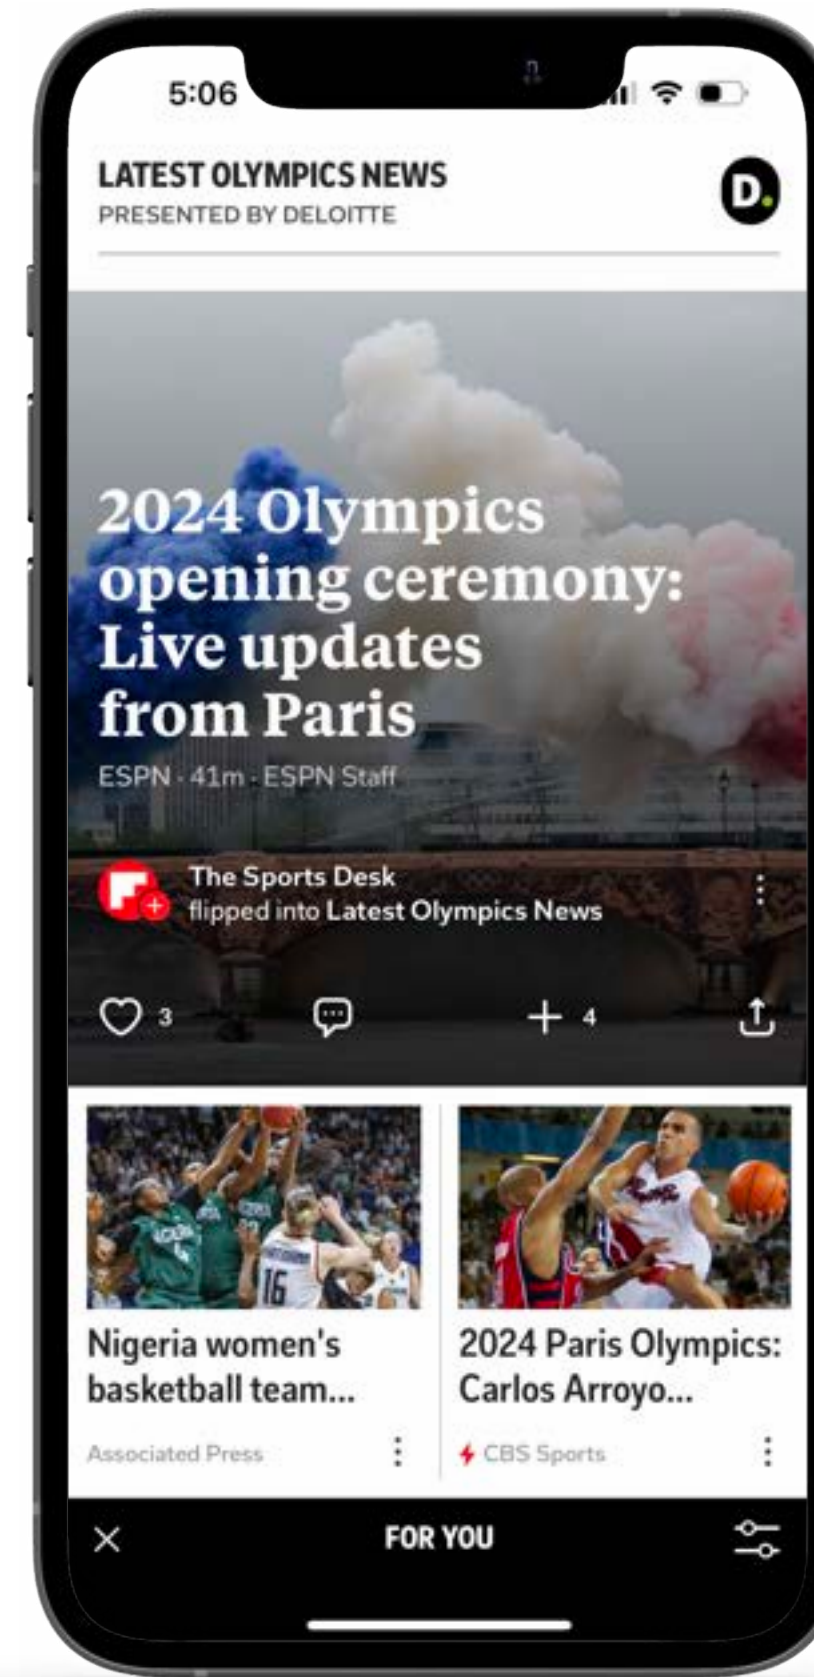 5:06
LATEST OLYMPICS NEWS
PRESENTED BY DELOITTE
D.
2024 Olympics
opening ceremony:
Live updates
from Paris
ESPN · 41m · ESPN Staff
The Sports Desk
flipped into Latest Olympics News
3
4
16
Nigeria women's
basketball team...
2024 Paris Olympics:
Carlos Arroyo...
Associated Press
CBS Sports
FOR YOU